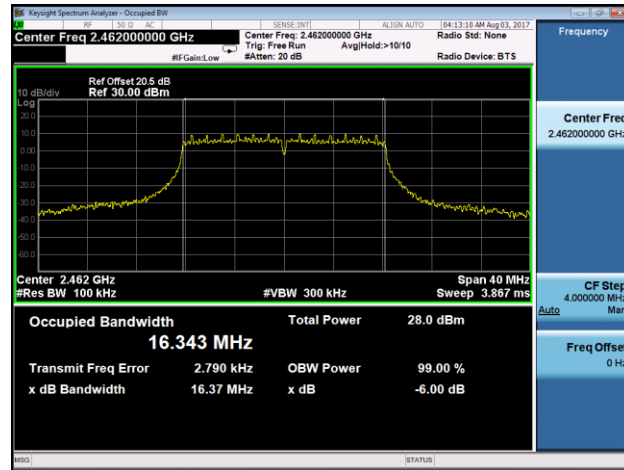 Keysight Spectrum Analyzer - Occupied BW
RF 50 Ω AC SENSE:INT ALIGN AUTO 04:13:10 AM Aug 03, 2017
Center Freq 2.462000000 GHz Center Freq: 2.462000000 GHz Radio Std: None
Trig: Free Run Avg|Hold:>10/10
#IFGain:Low #Atten: 20 dB Radio Device: BTS
Ref Offset 20.5 dB
10 dB/div Ref 30.00 dBm
Log
20.0
10.0
0.00
-10.0
-20.0
-30.0
-40.0
-50.0
-60.0
Center 2.462 GHz Span 40 MHz
#Res BW 100 kHz #VBW 300 kHz Sweep 3.867 ms
Occupied Bandwidth Total Power 28.0 dBm
16.343 MHz
Transmit Freq Error 2.790 kHz OBW Power 99.00 %
x dB Bandwidth 16.37 MHz x dB -6.00 dB
MSG STATUS
Frequency
Center Freq
2.462000000 GHz
CF Step
4.000000 MHz
Auto Man
Freq Offset
0 Hz